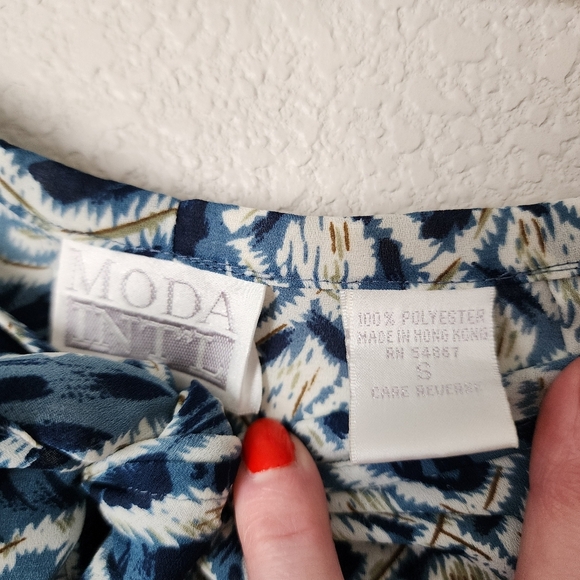 MODA
INT'L
100% POLYESTER
MADE IN HONG KONG
RN 54867
S
CARE REVERSE